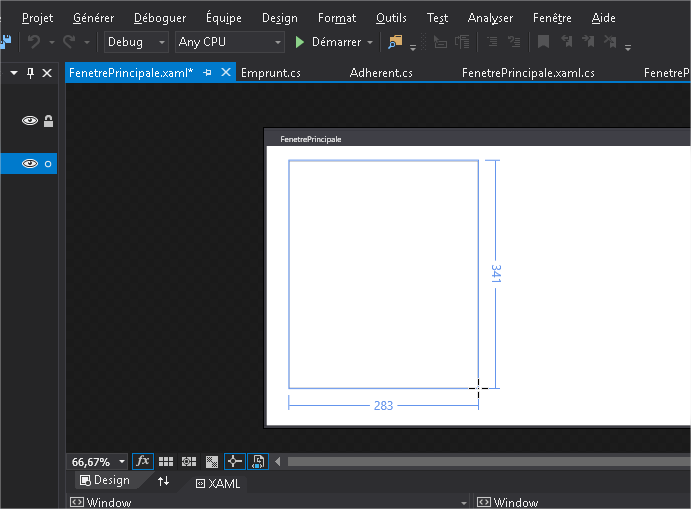 Projet Générer Déboguer Équipe Design Format Outils Test Analyser Fenêtre Aide
Debug Any CPU Démarrer
FenetrePrincipale.xaml* Emprunt.cs Adherent.cs FenetrePrincipale.xaml.cs FenetreP
FenetrePrincipale
341
283
66,67% fx
Design XAML
Window Window